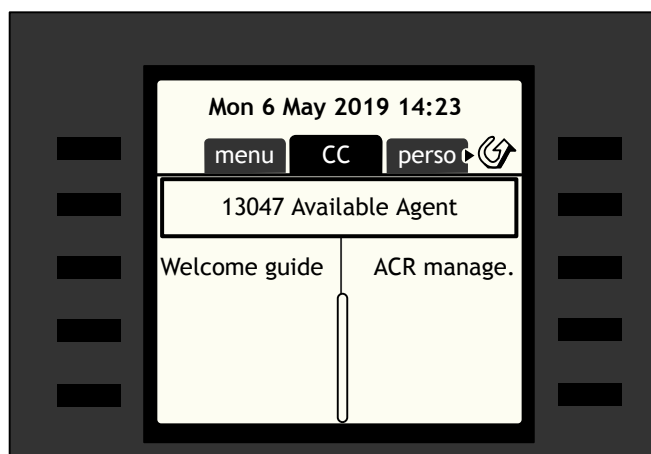 Mon 6 May 2019 14:23
menu CC perso
13047 Available Agent
Welcome guide ACR manage.